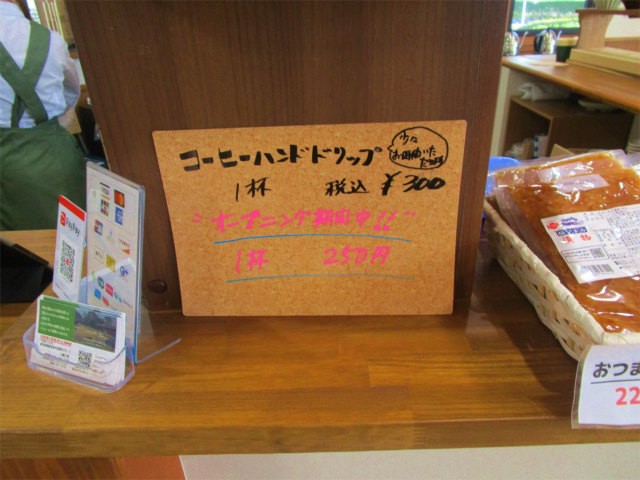 コーヒーハンドドリップ
少々
お時間いた
だきます
1杯 税込 ¥300
オープニング期間中!!
1杯 250円
PayPay
おつま
22